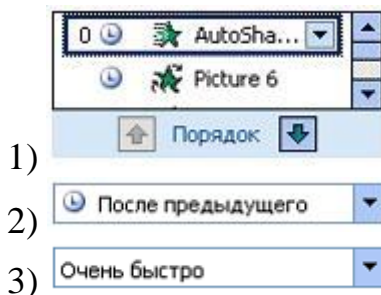 0 AutoSha...
Picture 6
1) Порядок
2) После предыдущего
3) Очень быстро